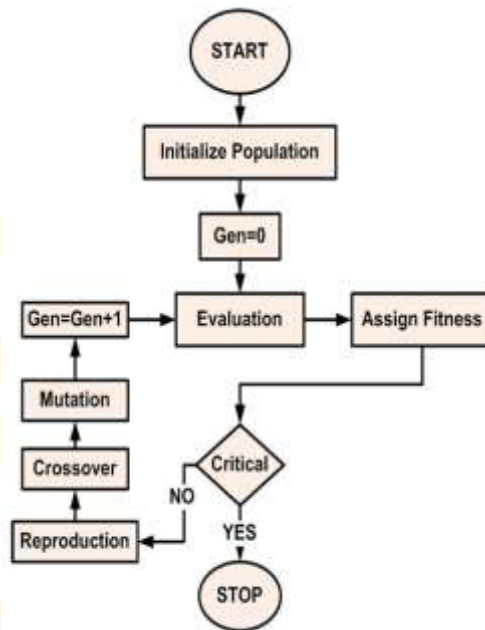 START
Initialize Population
Gen=0
Gen=Gen+1
Evaluation
Assign Fitness
Mutation
Critical
Crossover
NO
YES
Reproduction
STOP